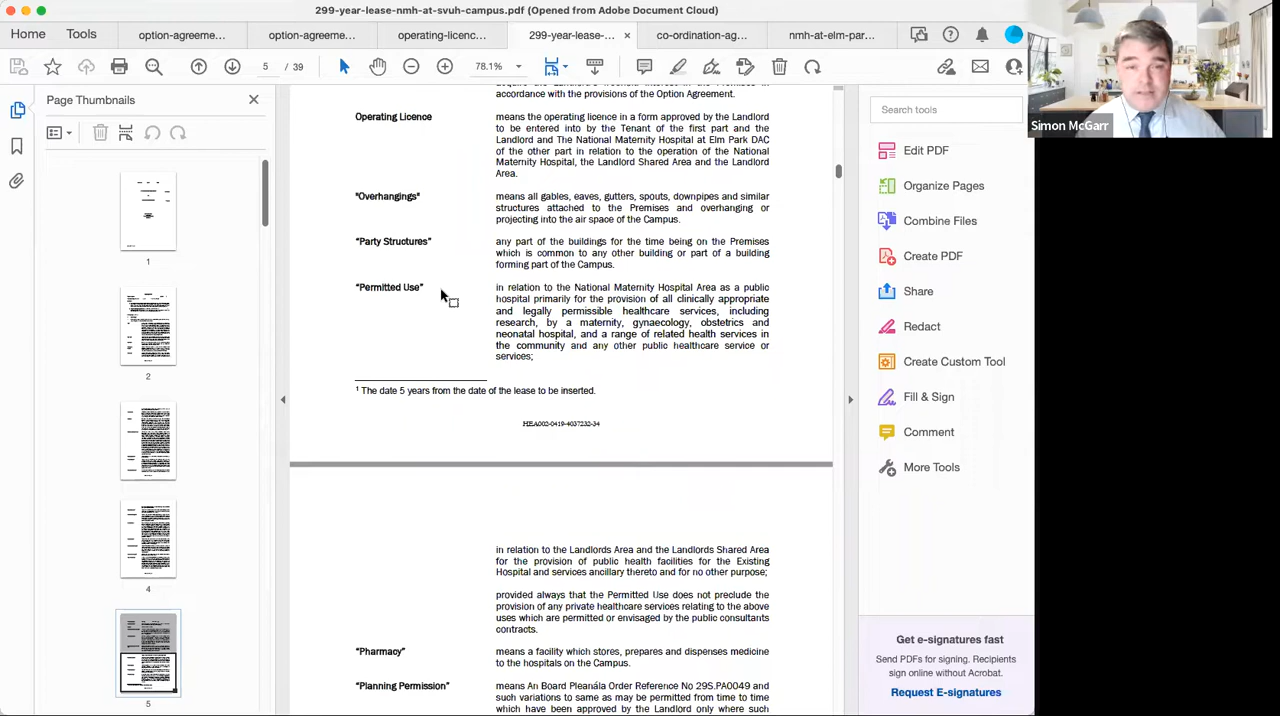 299-year-lease-nmh-at-svuh-campus.pdf (Opened from Adobe Document Cloud)
Home Tools option-agreeme... option-agreeme... operating-licenc... 299-year-lease-... × co-ordination-ag... nmh-at-elm-par...
5 / 39 78.1%
Page Thumbnails
1
2
3
4
5
accordance with the provisions of the Option Agreement.
Operating Licence means the operating licence in a form approved by the Landlord
to be entered into by the Tenant of the first part and the
Landlord and The National Maternity Hospital at Elm Park DAC
of the other part in relation to the operation of the National
Maternity Hospital, the Landlord Shared Area and the Landlord
Area.
"Overhangings" means all gables, eaves, gutters, spouts, downpipes and similar
structures attached to the Premises and overhanging or
projecting into the air space of the Campus.
"Party Structures" any part of the buildings for the time being on the Premises
which is common to any other building or part of a building
forming part of the Campus.
"Permitted Use" in relation to the National Maternity Hospital Area as a public
hospital primarily for the provision of all clinically appropriate
and legally permissible healthcare services, including
research, by a maternity, gynaecology, obstetrics and
neonatal hospital, and a range of related health services in
the community and any other public healthcare service or
services;
1 The date 5 years from the date of the lease to be inserted.
HEA002-0419-4037232-34
in relation to the Landlords Area and the Landlords Shared Area
for the provision of public health facilities for the Existing
Hospital and services ancillary thereto and for no other purpose;
provided always that the Permitted Use does not preclude the
provision of any private healthcare services relating to the above
uses which are permitted or envisaged by the public consultants
contracts.
"Pharmacy" means a facility which stores, prepares and dispenses medicine
to the hospitals on the Campus.
"Planning Permission" means An Bord Pleanála Order Reference No 29S.PA0049 and
such variations to same as may be permitted from time to time
which have been approved by the Landlord only where such
Search tools
Edit PDF
Organize Pages
Combine Files
Create PDF
Share
Redact
Create Custom Tool
Fill & Sign
Comment
More Tools
Get e-signatures fast
Send PDFs for signing. Recipients
sign online without Acrobat.
Request E-signatures
Simon McGarr